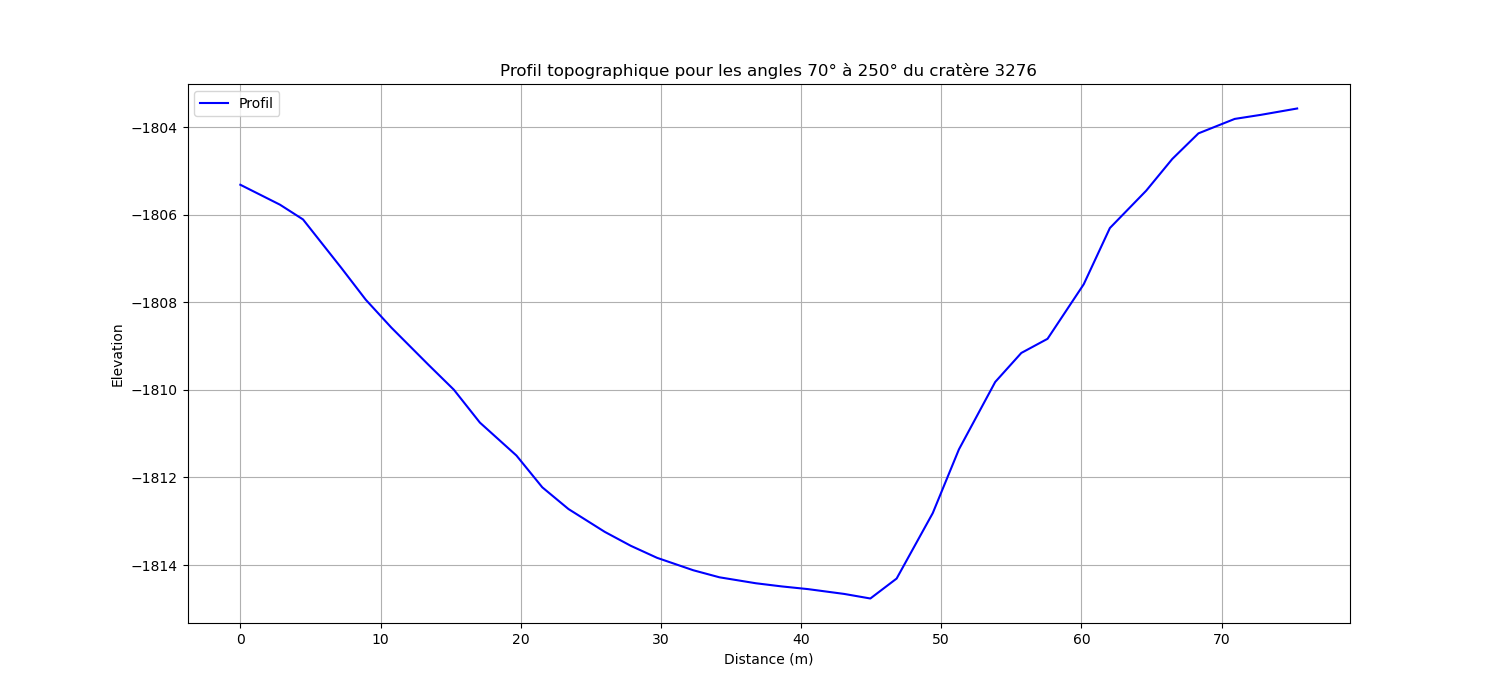 Profil topographique pour les angles 70° à 250° du cratère 3276
Profil
−1804
−1806
−1808
−1810
−1812
−1814
Elevation
0 10 20 30 40 50 60 70
Distance (m)